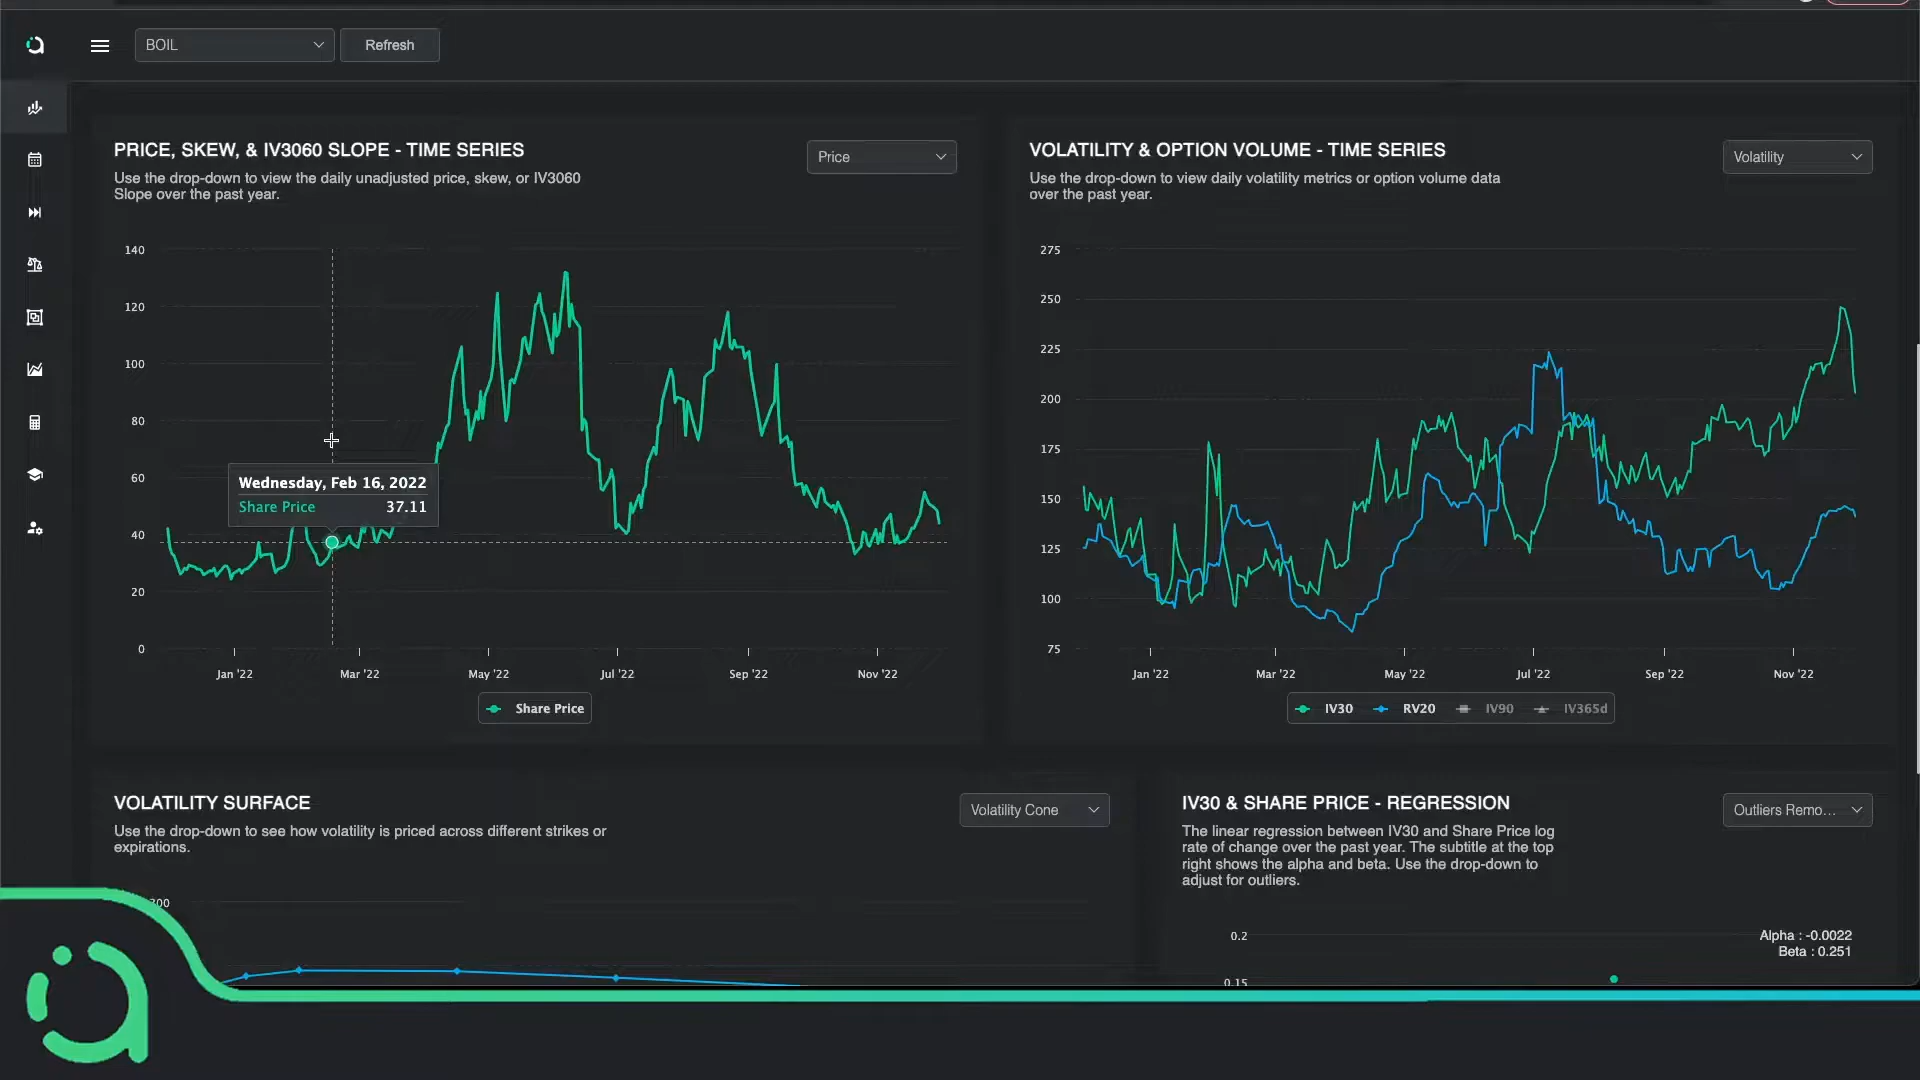 BOIL
Refresh
PRICE, SKEW, & IV3060 SLOPE - TIME SERIES
Use the drop-down to view the daily unadjusted price, skew, or IV3060
Slope over the past year.
Price
140
120
100
80
60
40
20
0
Wednesday, Feb 16, 2022
Share Price 37.11
Jan '22 Mar '22 May '22 Jul '22 Sep '22 Nov '22
Share Price
VOLATILITY & OPTION VOLUME - TIME SERIES
Use the drop-down to view daily volatility metrics or option volume data
over the past year.
Volatility
275
250
225
200
175
150
125
100
75
Jan '22 Mar '22 May '22 Jul '22 Sep '22 Nov '22
IV30 RV20 IV90 IV365d
VOLATILITY SURFACE
Use the drop-down to see how volatility is priced across different strikes or
expirations.
Volatility Cone
IV30 & SHARE PRICE - REGRESSION
The linear regression between IV30 and Share Price log
rate of change over the past year. The subtitle at the top
right shows the alpha and beta. Use the drop-down to
adjust for outliers.
Outliers Remo...
0.2
Alpha : -0.0022
Beta : 0.251
0.15